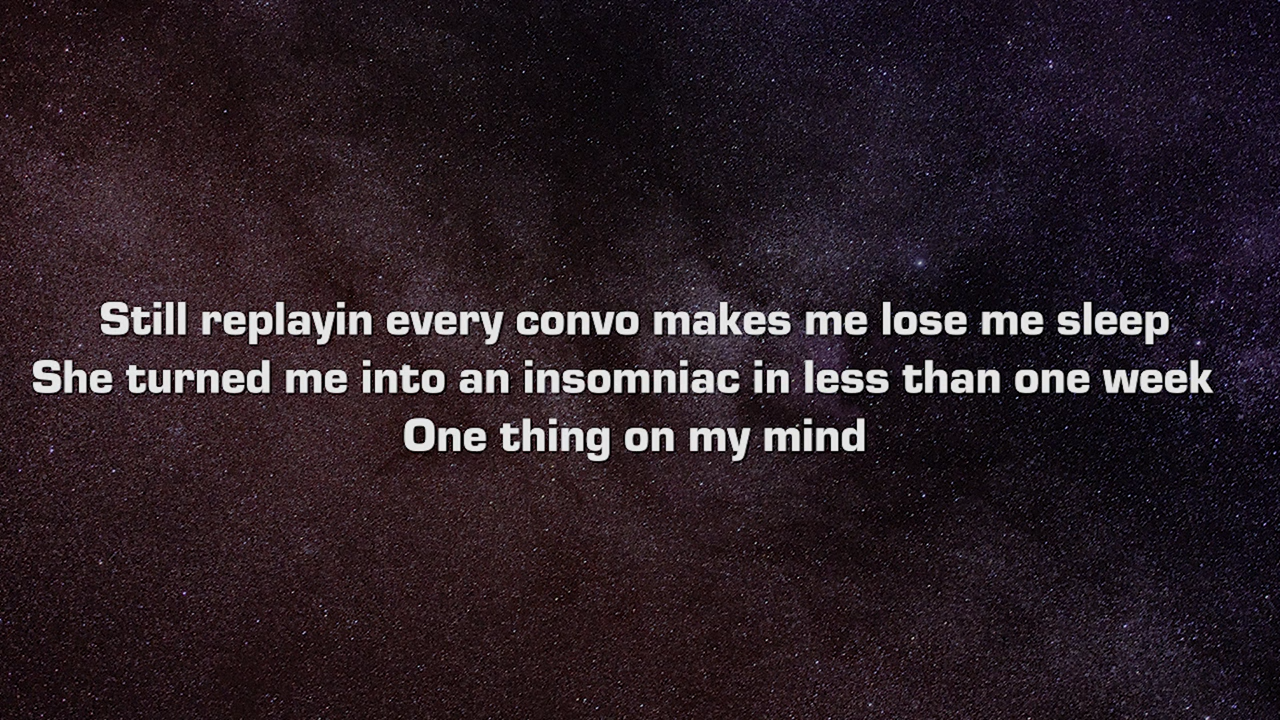 Still replayin every convo makes me lose me sleep
She turned me into an insomniac in less than one week
One thing on my mind